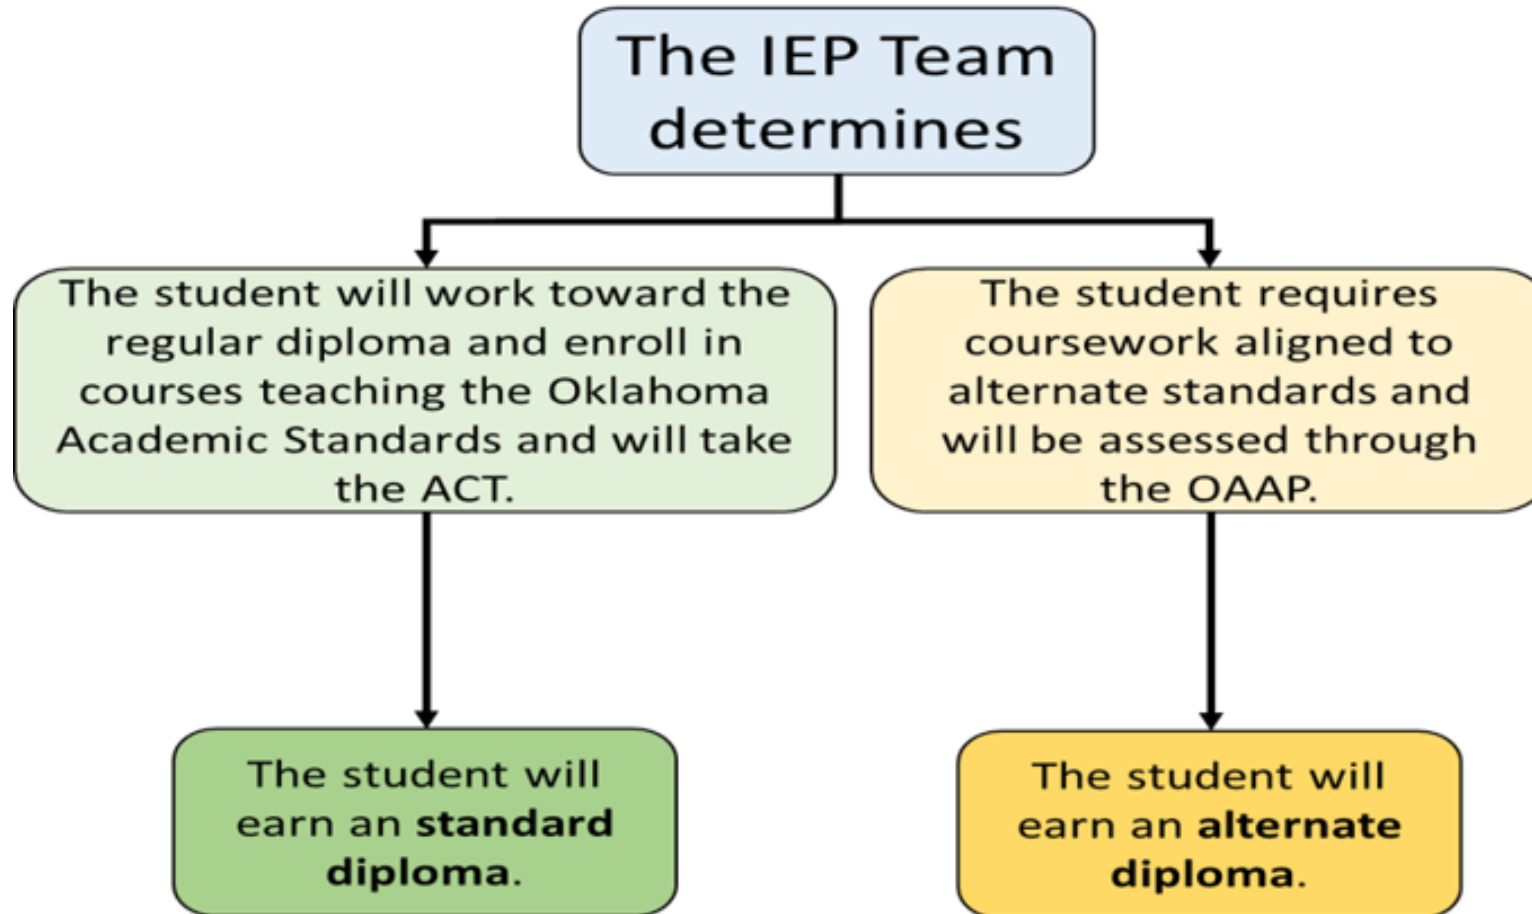 The IEP Team
determines
The student will work toward the
regular diploma and enroll in
courses teaching the Oklahoma
Academic Standards and will take
the ACT.
The student requires
coursework aligned to
alternate standards and
will be assessed through
the OAAP.
The student will
earn an standard
diploma.
The student will
earn an alternate
diploma.